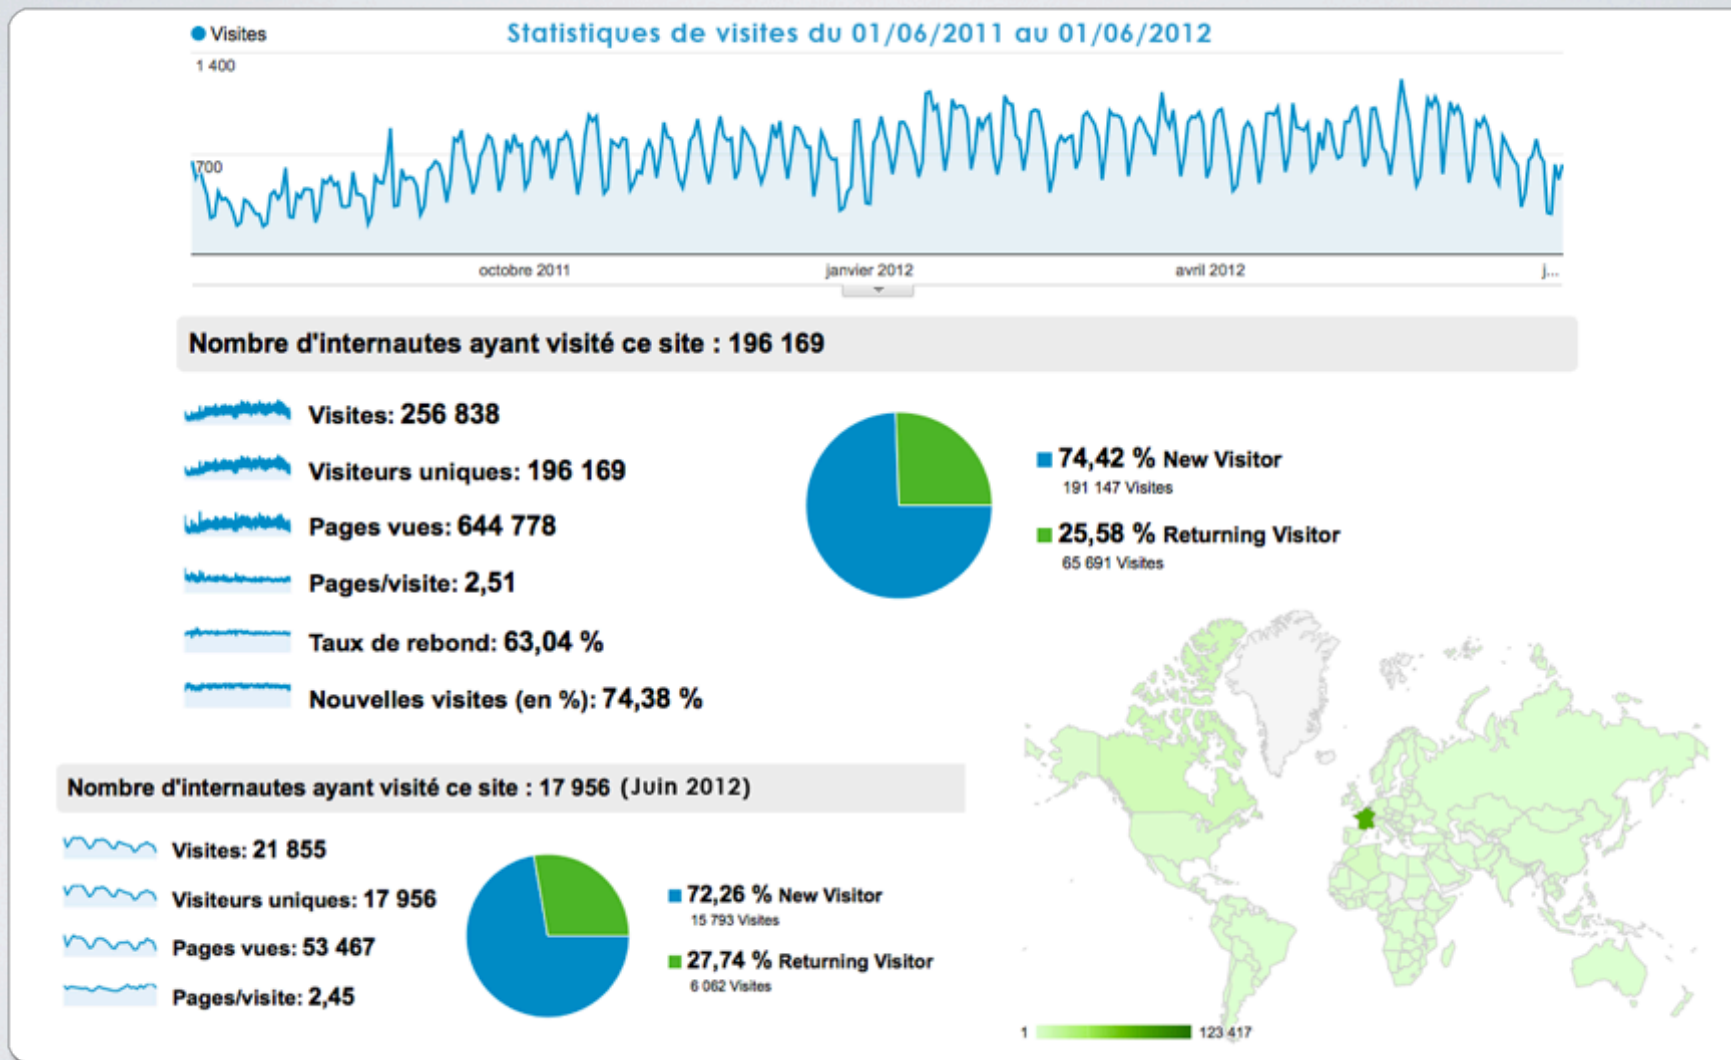 Visites
Statistiques de visites du 01/06/2011 au 01/06/2012
1 400
700
octobre 2011
janvier 2012
avril 2012
j...
Nombre d'internautes ayant visité ce site : 196 169
Visites: 256 838
Visiteurs uniques: 196 169
Pages vues: 644 778
Pages/visite: 2,51
Taux de rebond: 63,04 %
Nouvelles visites (en %): 74,38 %
74,42 % New Visitor
191 147 Visites
25,58 % Returning Visitor
65 691 Visites
Nombre d'internautes ayant visité ce site : 17 956 (Juin 2012)
Visites: 21 855
Visiteurs uniques: 17 956
Pages vues: 53 467
Pages/visite: 2,45
72,26 % New Visitor
15 793 Visites
27,74 % Returning Visitor
6 062 Visites
1
123 417